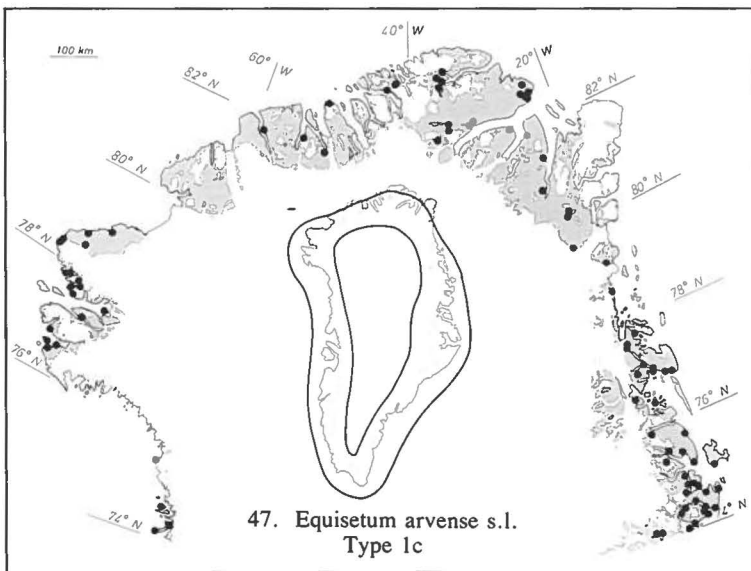 40° W
100 km
60° W
20° W
82° N
82° N
80° N
80° N
78° N
78° N
76° N
76° N
74° N
47. Equisetum arvense s.l.
Type 1c